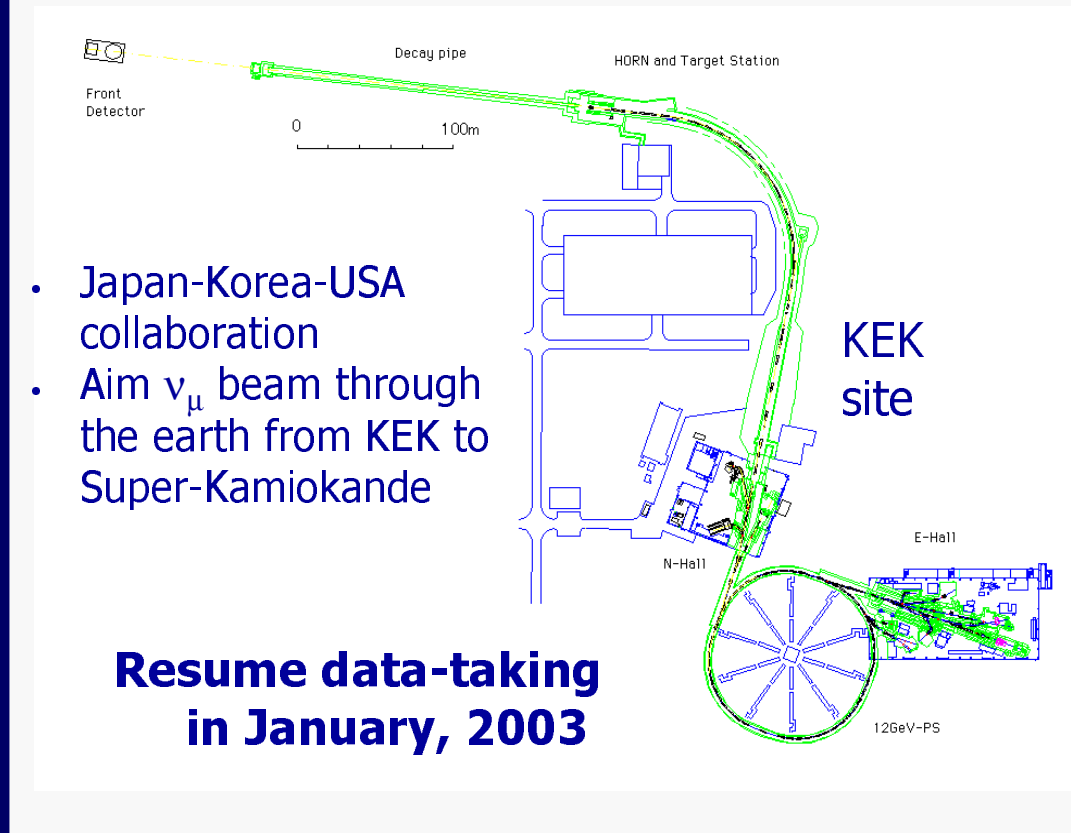 Decay pipe
HORN and Target Station
Front
Detector
0 100m
• Japan-Korea-USA
collaboration
• Aim νμ beam through
the earth from KEK to
Super-Kamiokande
KEK
site
E-Hall
N-Hall
Resume data-taking
in January, 2003
12GeV-PS